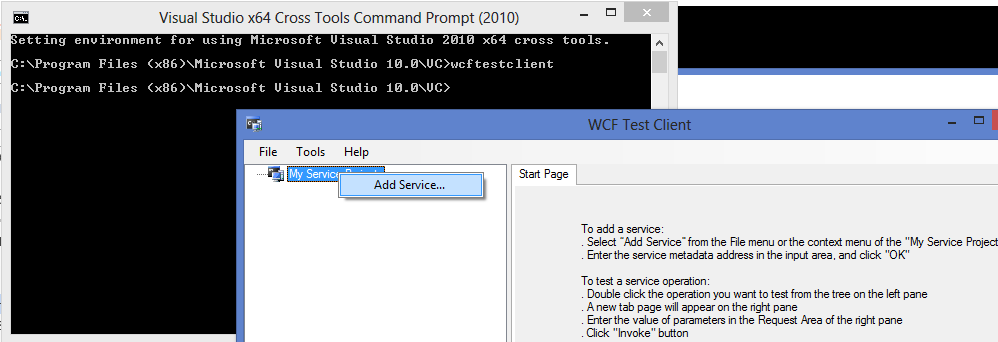 Visual Studio x64 Cross Tools Command Prompt (2010)
Setting environment for using Microsoft Visual Studio 2010 x64 cross tools.
C:\Program Files (x86)\Microsoft Visual Studio 10.0\VC>wcftestclient
C:\Program Files (x86)\Microsoft Visual Studio 10.0\VC>
WCF Test Client
File Tools Help
My Service
Add Service...
Start Page
To add a service:
. Select "Add Service" from the File menu or the context menu of the "My Service Project
. Enter the service metadata address in the input area, and click "OK"
To test a service operation:
. Double click the operation you want to test from the tree on the left pane
. A new tab page will appear on the right pane
. Enter the value of parameters in the Request Area of the right pane
. Click "Invoke" button